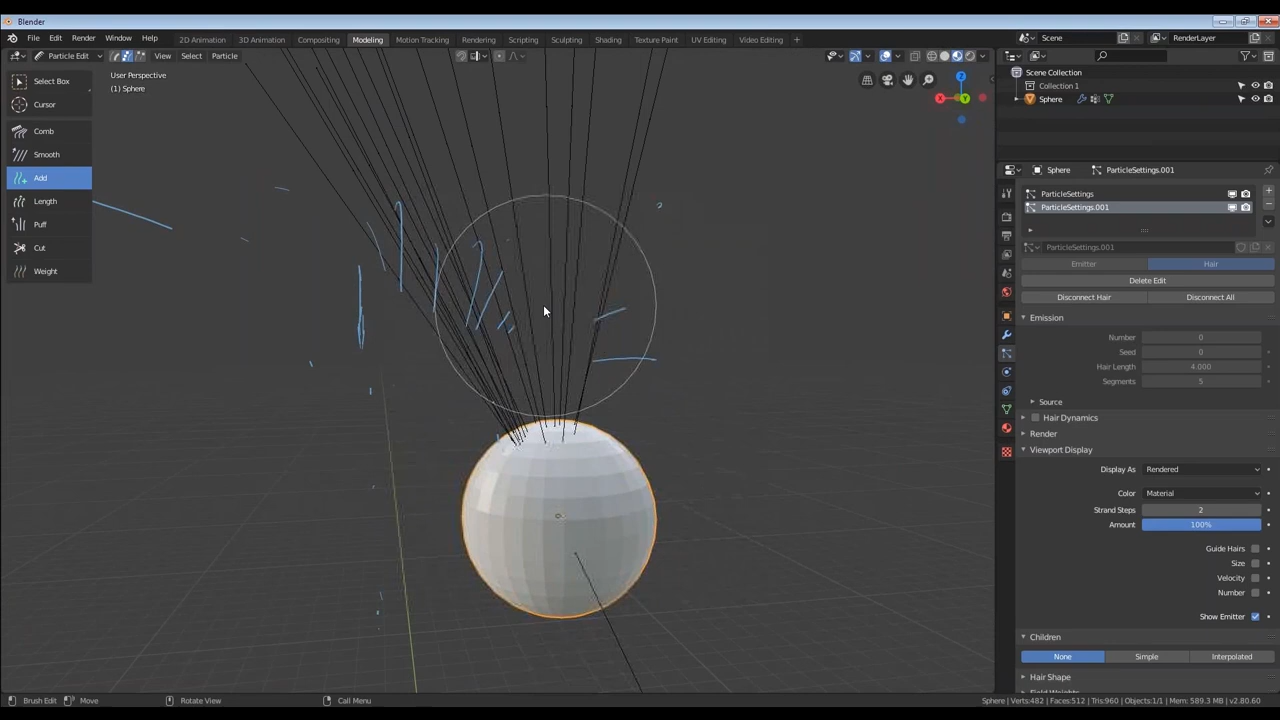 Blender
File Edit Render Window Help 2D Animation 3D Animation Compositing Modeling Motion Tracking Rendering Scripting Sculpting Shading Texture Paint UV Editing Video Editing + Scene RenderLayer
Particle Edit View Select Particle
User Perspective
(1) Sphere
Select Box
Cursor
Comb
Smooth
Add
Length
Puff
Cut
Weight
Z
X
Y
Scene Collection
Collection 1
Sphere
Sphere ParticleSettings.001
ParticleSettings
ParticleSettings.001
ParticleSettings.001
Emitter Hair
Delete Edit
Disconnect Hair Disconnect All
Emission
Number 0
Seed 0
Hair Length 4.000
Segments 5
Source
Hair Dynamics
Render
Viewport Display
Display As Rendered
Color Material
Strand Steps 2
Amount 100%
Guide Hairs
Size
Velocity
Number
Show Emitter
Children
None Simple Interpolated
Hair Shape
Brush Edit Move Rotate View Call Menu Sphere | Verts:482 | Faces:512 | Tris:960 | Objects:1/1 | Mem: 589.3 MB | v2.80.60